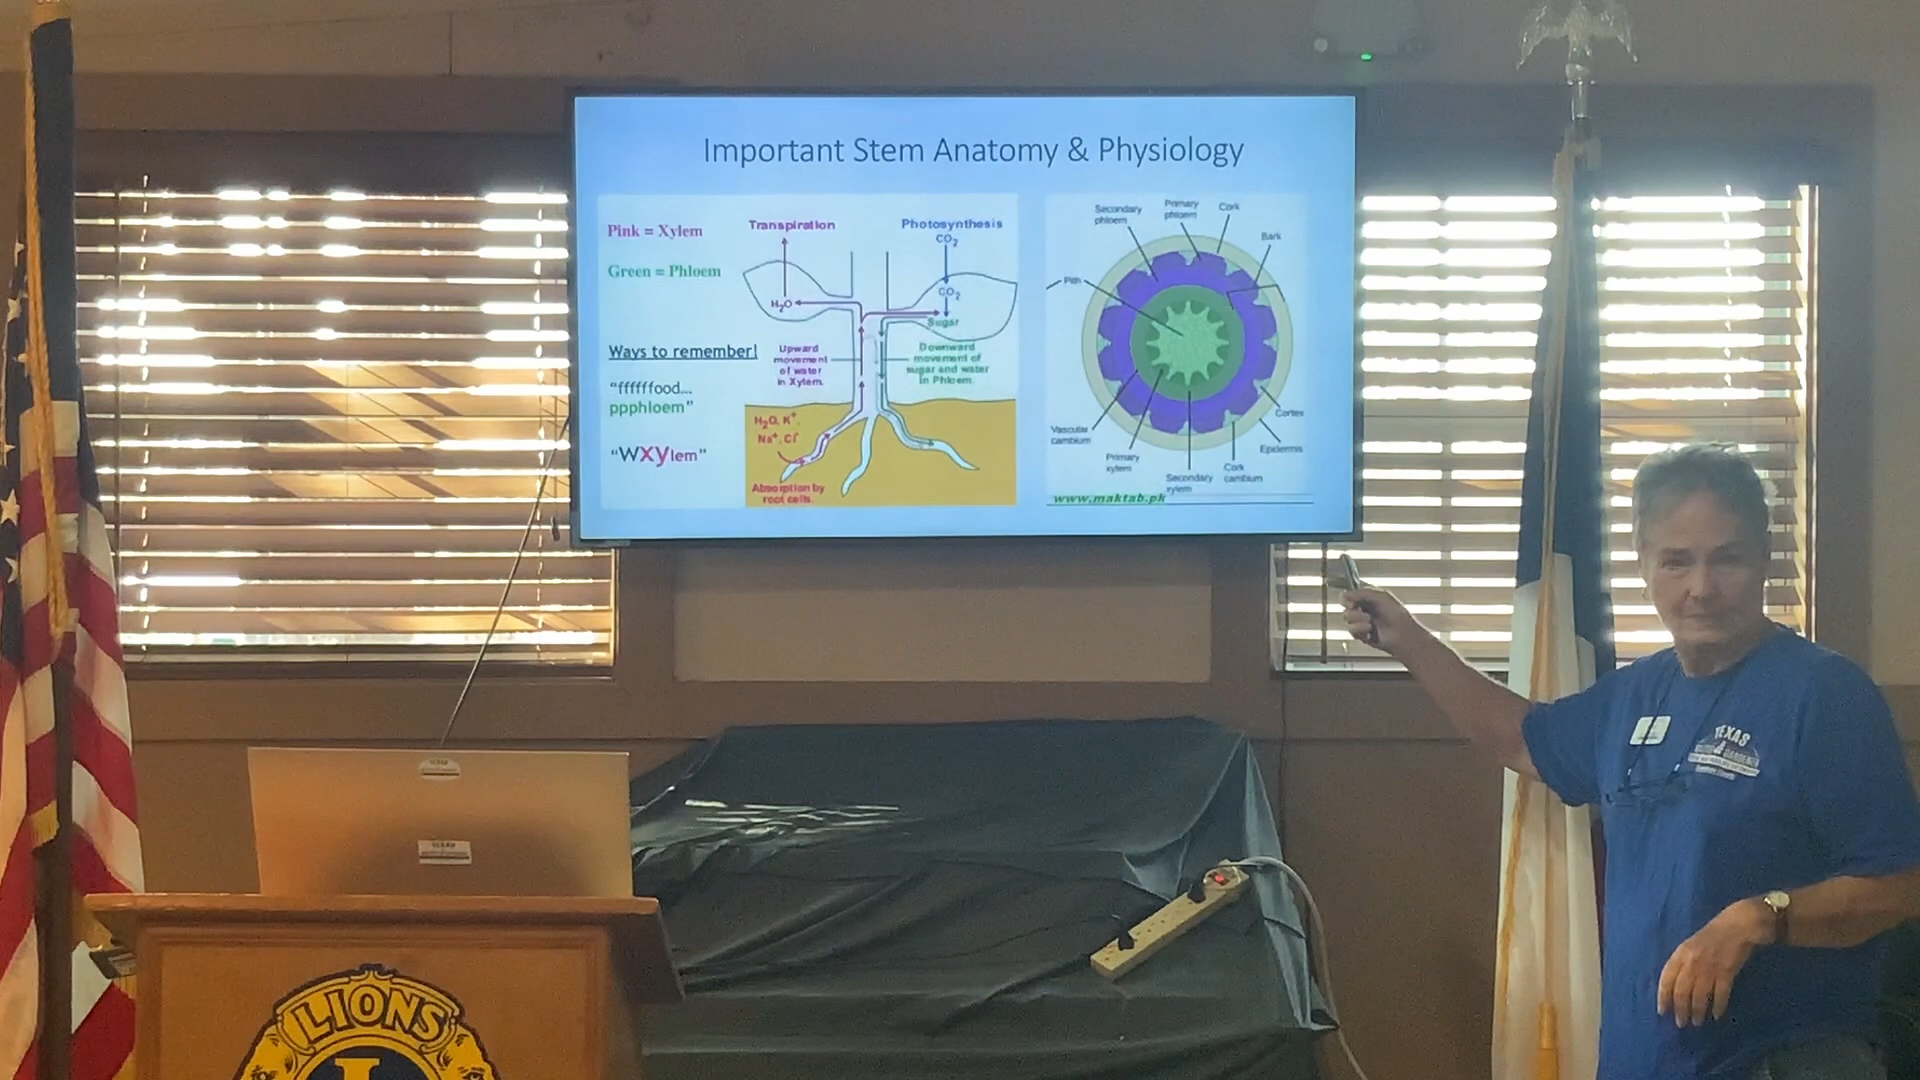 Important Stem Anatomy & Physiology
Pink = Xylem
Green = Phloem
Ways to remember!
"ffffffood...
ppphloem"
"wxylem"
Transpiration
Photosynthesis
CO2
H2O
CO2
Sugar
Upward
movement
of water
in Xylem.
Downward
movement of
sugar and water
in Phloem.
H2O, K+,
Na+, Cl-
Absorption by
root cells.
Secondary
phloem
Primary
phloem
Cork
Bark
Pith
Cortex
Epidermis
Vascular
cambium
Primary
xylem
Secondary
xylem
Cork
cambium
www.maktab.pk
TEXAS
GARDENER
LIONS
L